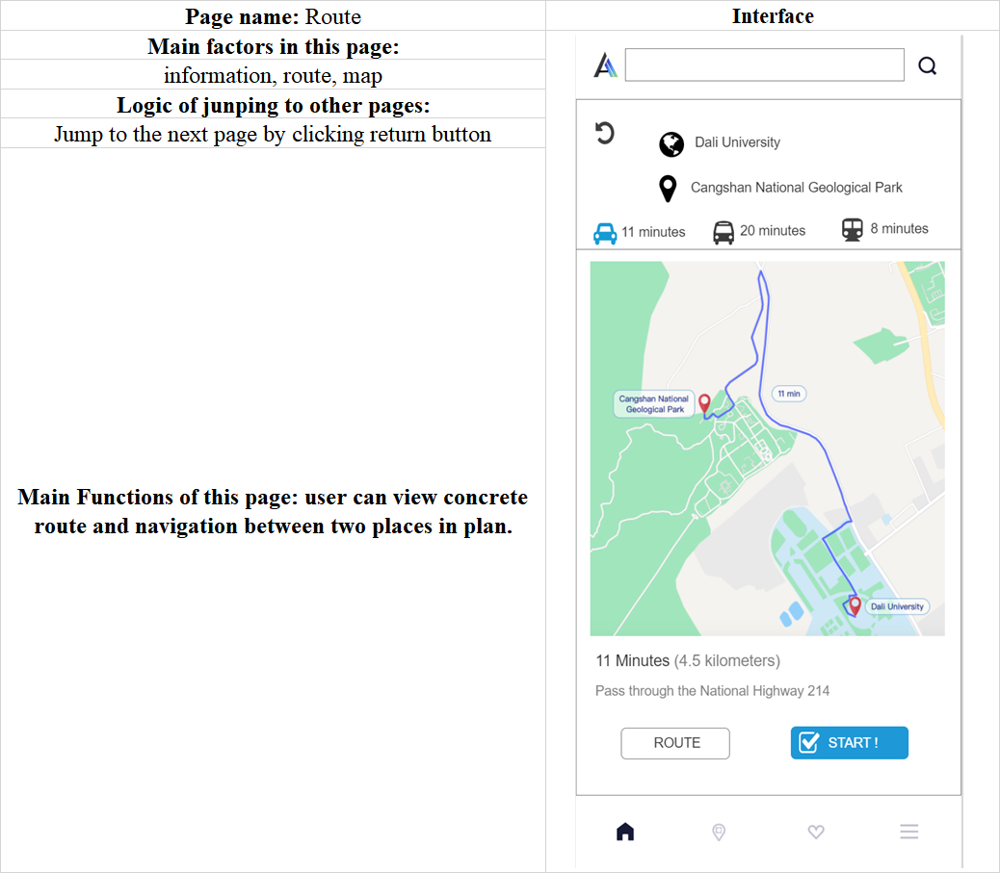 Page name: Route
Main factors in this page:
information, route, map
Logic of junping to other pages:
Jump to the next page by clicking return button
Main Functions of this page: user can view concrete
route and navigation between two places in plan.
Interface
Dali University
Cangshan National Geological Park
11 minutes
20 minutes
8 minutes
Cangshan National
Geological Park
11 min
Dali University
11 Minutes (4.5 kilometers)
Pass through the National Highway 214
ROUTE
START !